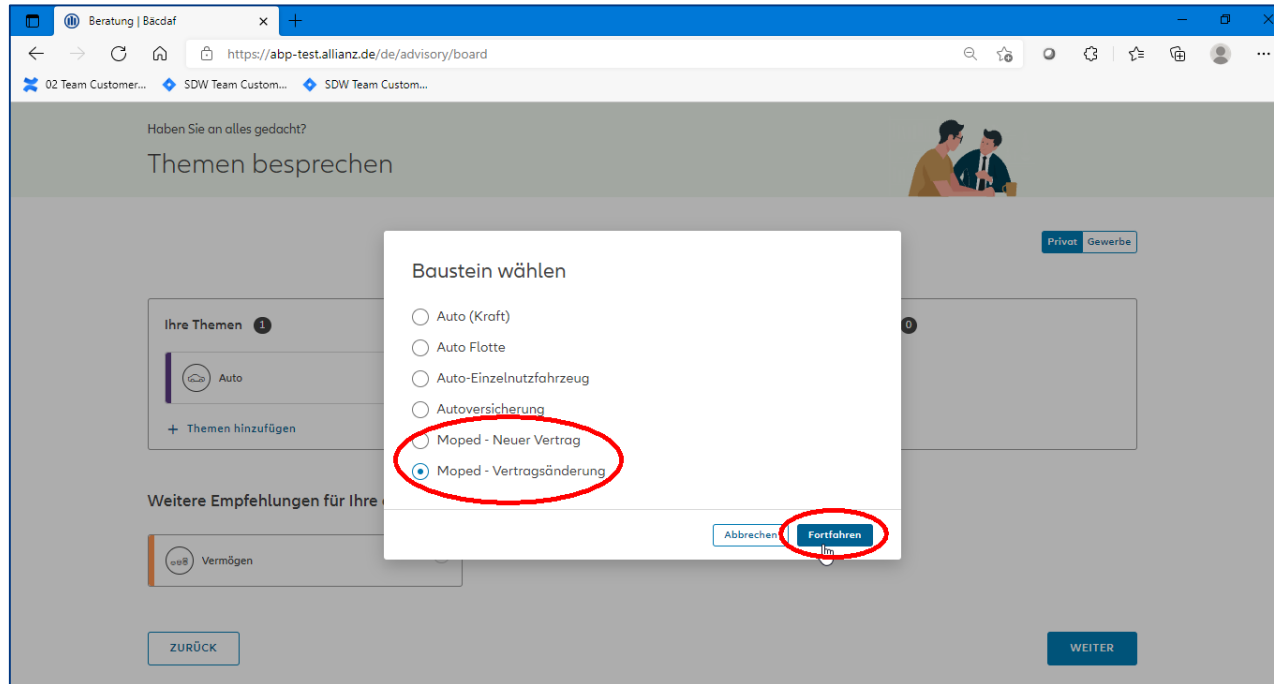 Beratung | Bäcdaf
https://abp-test.allianz.de/de/advisory/board
02 Team Customer... SDW Team Custom... SDW Team Custom...
Haben Sie an alles gedacht?
Themen besprechen
Privat Gewerbe
Baustein wählen
Auto (Kraft)
Ihre Themen 1 0
Auto Flotte
Auto
Auto-Einzelnutzfahrzeug
Autoversicherung
+ Themen hinzufügen
Moped - Neuer Vertrag
Moped - Vertragsänderung
Weitere Empfehlungen für Ihre
Abbrechen Fortfahren
Vermögen
ZURÜCK WEITER